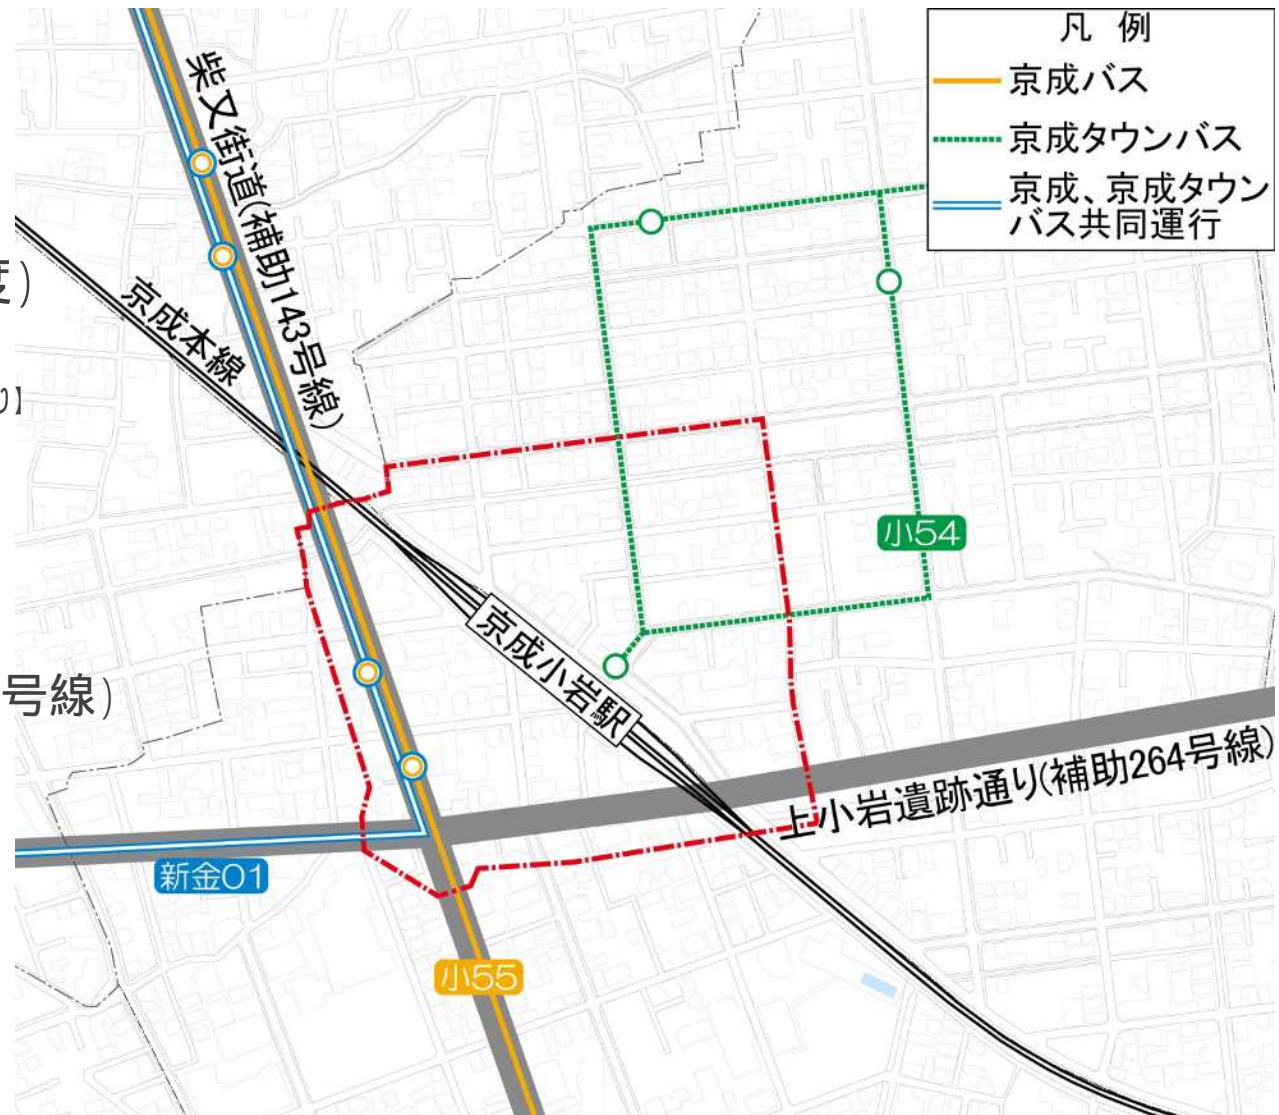 凡 例
京成バス
京成タウンバス
京成、京成タウン
バス共同運行
柴又街道(補助143号線)
度)
京成本線
り】
小54
京成小岩駅
号線)
上小岩遺跡通り(補助264号線)
新金01
小55